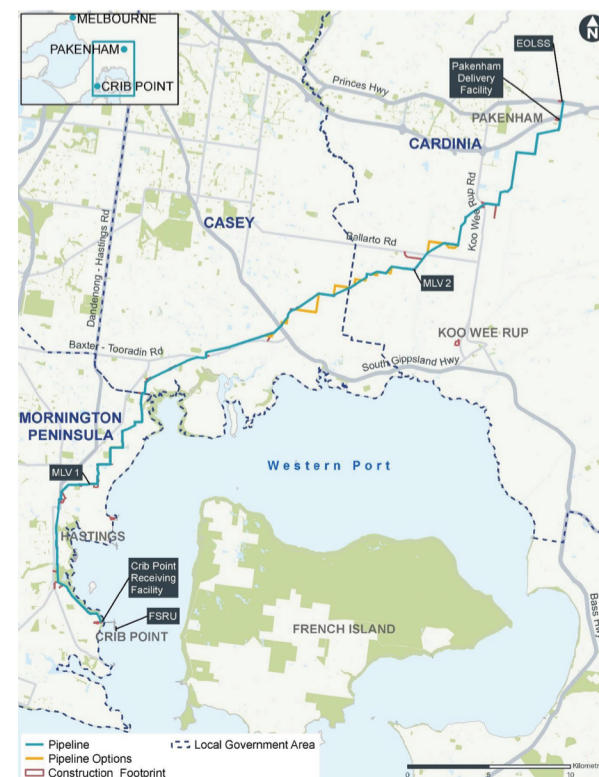 MELBOURNE
PAKENHAM
CRIB POINT
N
EOLSS
Pakenham
Delivery
Facility
Princes Hwy
PAKENHAM
CARDINIA
CASEY
Koo Wee Rup Rd
Ballarto Rd
Dandenong - Hastings Rd
MLV 2
KOO WEE RUP
Baxter - Tooradin Rd
South Gippsland Hwy
MORNINGTON
PENINSULA
Western Port
MLV 1
HASTINGS
Crib Point
Receiving
Facility
FSRU
CRIB POINT
FRENCH ISLAND
Bass Hwy
Pipeline
Local Government Area
Pipeline Options
Construction Footprint
Kilometre
0 5 10